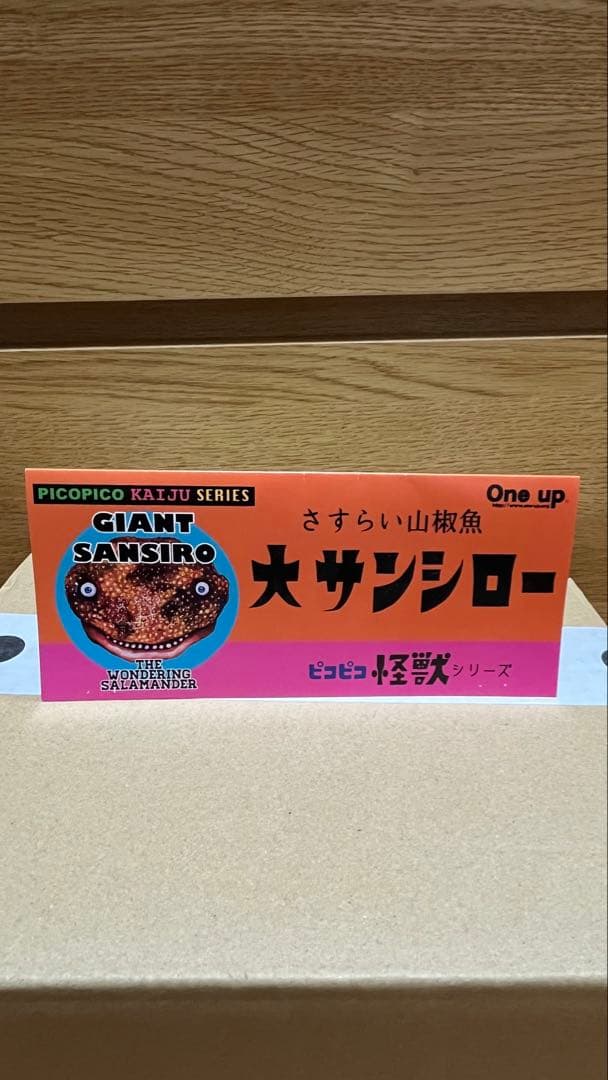 PICOPICO KAIJU SERIES
One up.
GIANT
SANSIRO
THE
WONDERING
SALAMANDER
さすらい山椒魚
大サンシロー
ピコピコ怪獣シリーズ